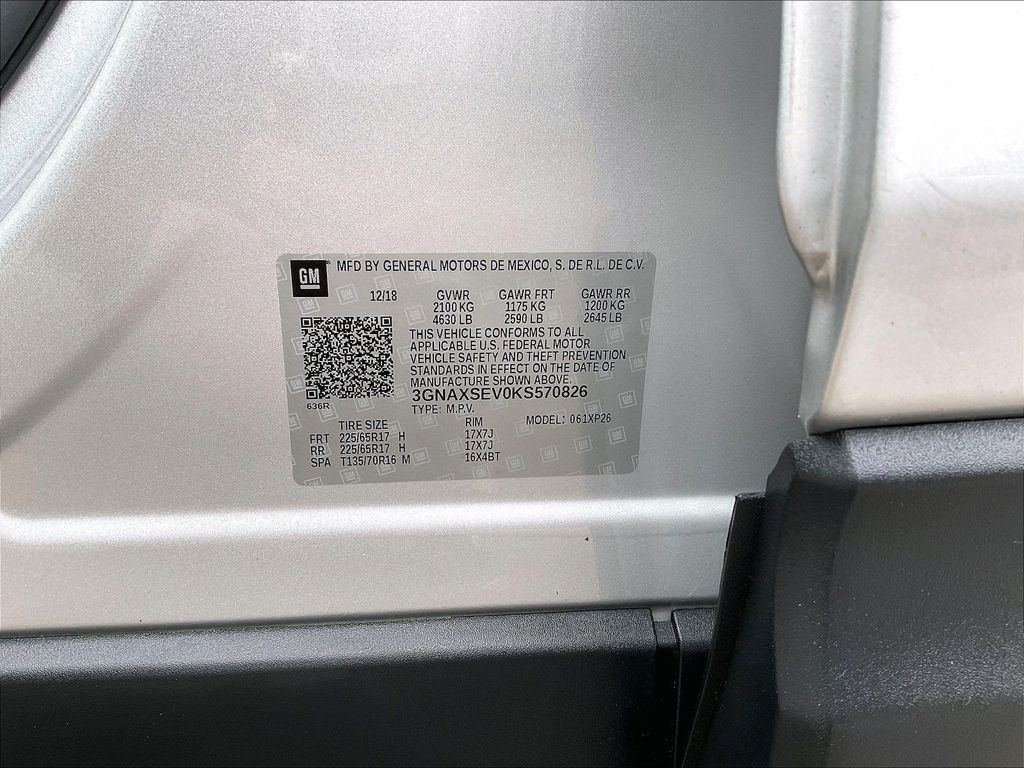 GM MFD BY GENERAL MOTORS DE MEXICO, S. DE R.L. DE C.V.
12/18 GVWR GAWR FRT GAWR RR
2100 KG 1175 KG 1200 KG
4630 LB 2590 LB 2645 LB
THIS VEHICLE CONFORMS TO ALL
APPLICABLE U.S. FEDERAL MOTOR
VEHICLE SAFETY AND THEFT PREVENTION
STANDARDS IN EFFECT ON THE DATE OF
MANUFACTURE SHOWN ABOVE.
3GNAXSEV0KS570826
636R
TYPE: M.P.V. MODEL: 061XP26
TIRE SIZE RIM
FRT 225/65R17 H 17X7J
RR 225/65R17 H 17X7J
SPA T135/70R16 M 16X4BT